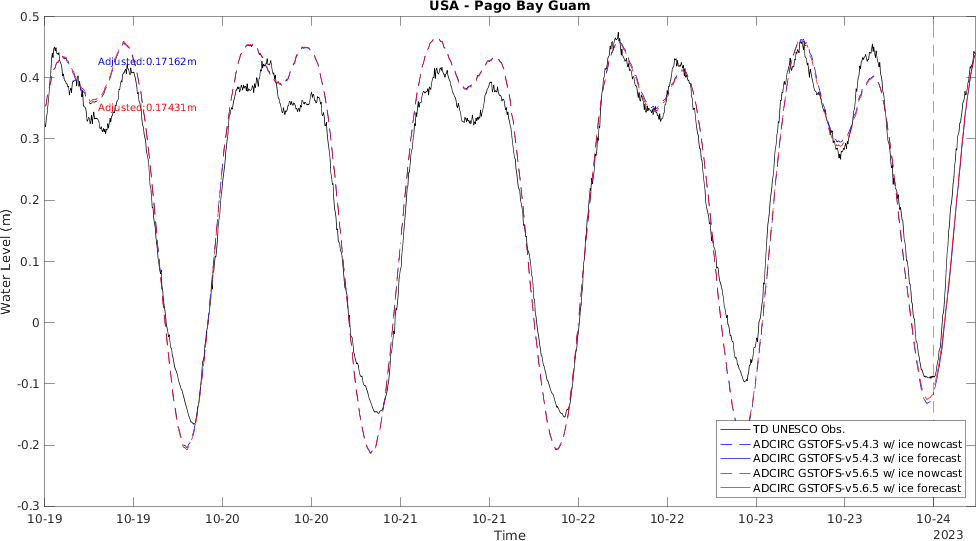 USA - Pago Bay Guam
0.5
0.4
0.3
0.2
0.1
0
-0.1
-0.2
-0.3
Water Level (m)
Adjusted:0.17162m
Adjusted:0.17431m
TD UNESCO Obs.
ADCIRC GSTOFS-v5.4.3 w/ ice nowcast
ADCIRC GSTOFS-v5.4.3 w/ ice forecast
ADCIRC GSTOFS-v5.6.5 w/ ice nowcast
ADCIRC GSTOFS-v5.6.5 w/ ice forecast
10-19 10-19 10-20 10-20 10-21 10-21 10-22 10-22 10-23 10-23 10-24
Time
2023